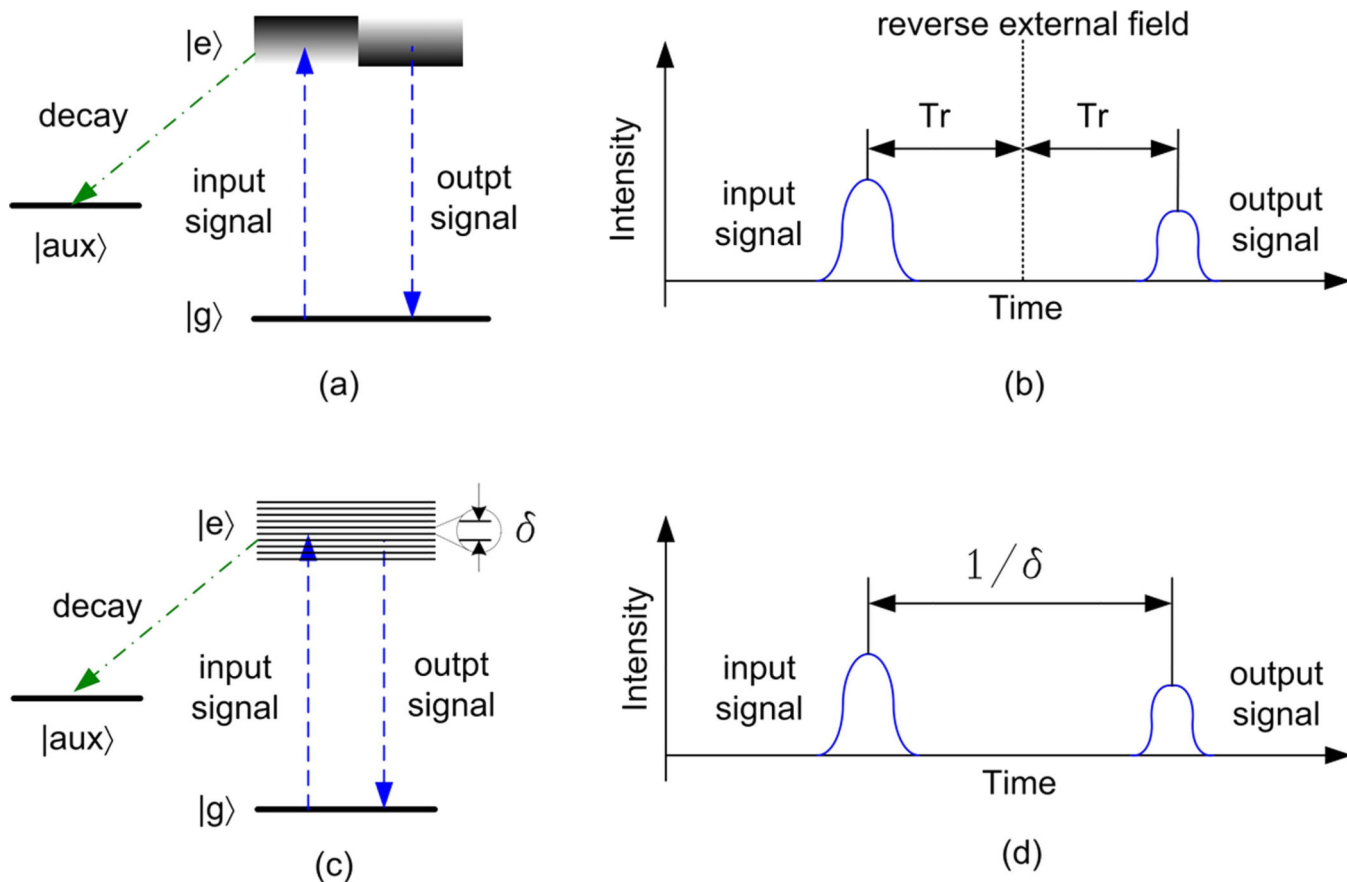 |e⟩
decay
input
signal
outpt
signal
|aux⟩
|g⟩
(a)
reverse external field
Tr
Tr
Intensity
input
signal
output
signal
Time
(b)
|e⟩
δ
decay
input
signal
outpt
signal
|aux⟩
|g⟩
(c)
1/δ
Intensity
input
signal
output
signal
Time
(d)